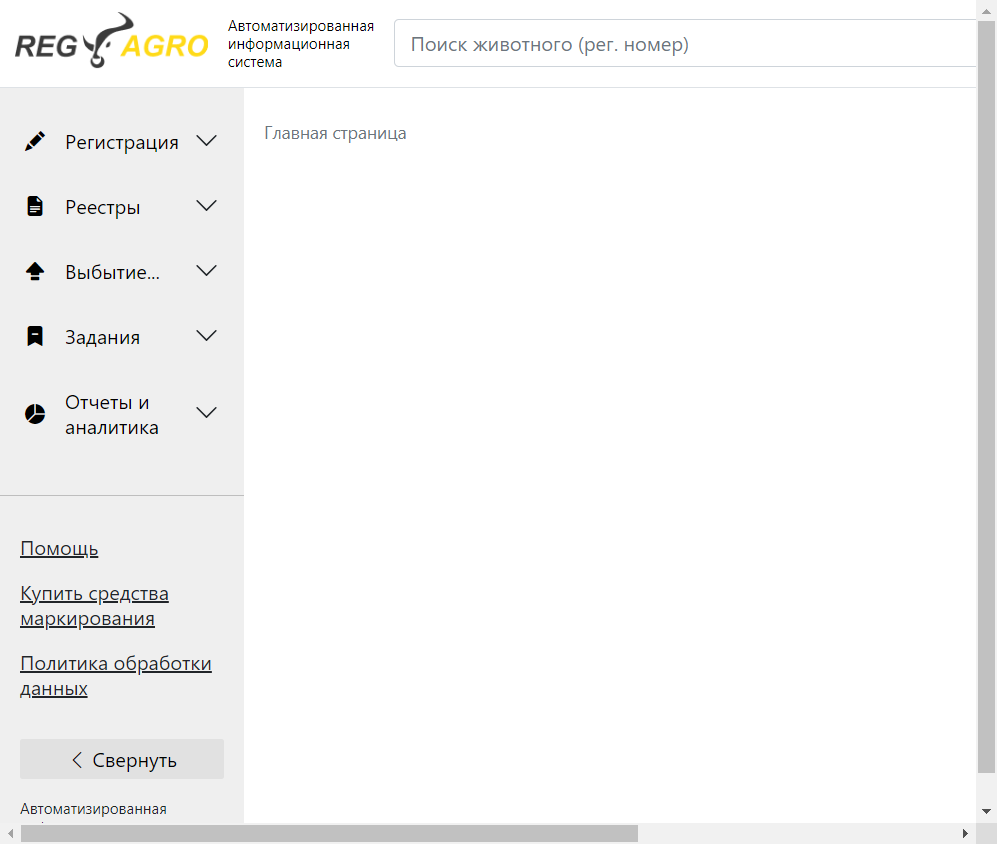 REG AGRO
Автоматизированная
информационная
система
Поиск животного (рег. номер)
Главная страница
Регистрация
Реестры
Выбытие...
Задания
Отчеты и
аналитика
Помощь
Купить средства
маркирования
Политика обработки
данных
Свернуть
Автоматизированная